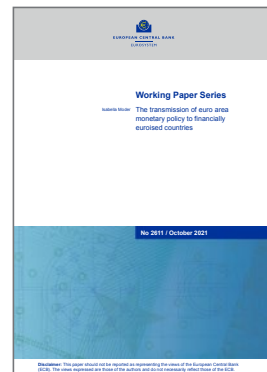 EUROPEAN CENTRAL BANK
EUROSYSTEM
Working Paper Series
Isabella Moder
The transmission of euro area
monetary policy to financially
euroised countries
No 2611 / October 2021
Disclaimer: This paper should not be reported as representing the views of the European Central Bank
(ECB). The views expressed are those of the authors and do not necessarily reflect those of the ECB.